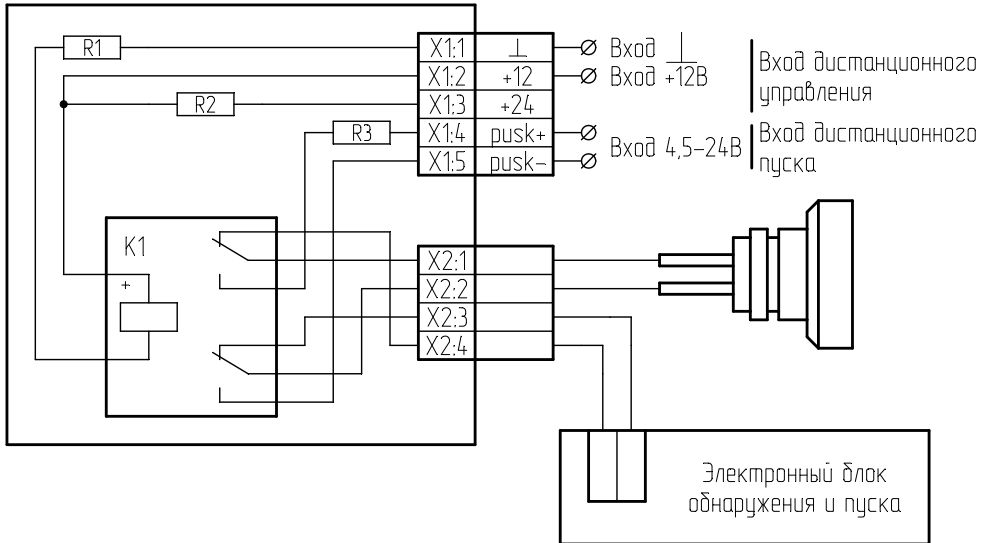 R1
X1:1 ⊥
Вход ⊥
X1:2 +12
Вход +12В
Вход дистанционного
управления
R2
X1:3 +24
R3
X1:4 pusk+
X1:5 pusk–
Вход 4,5–24В
Вход дистанционного
пуска
K1
+
X2:1
X2:2
X2:3
X2:4
Электронный блок
обнаружения и пуска